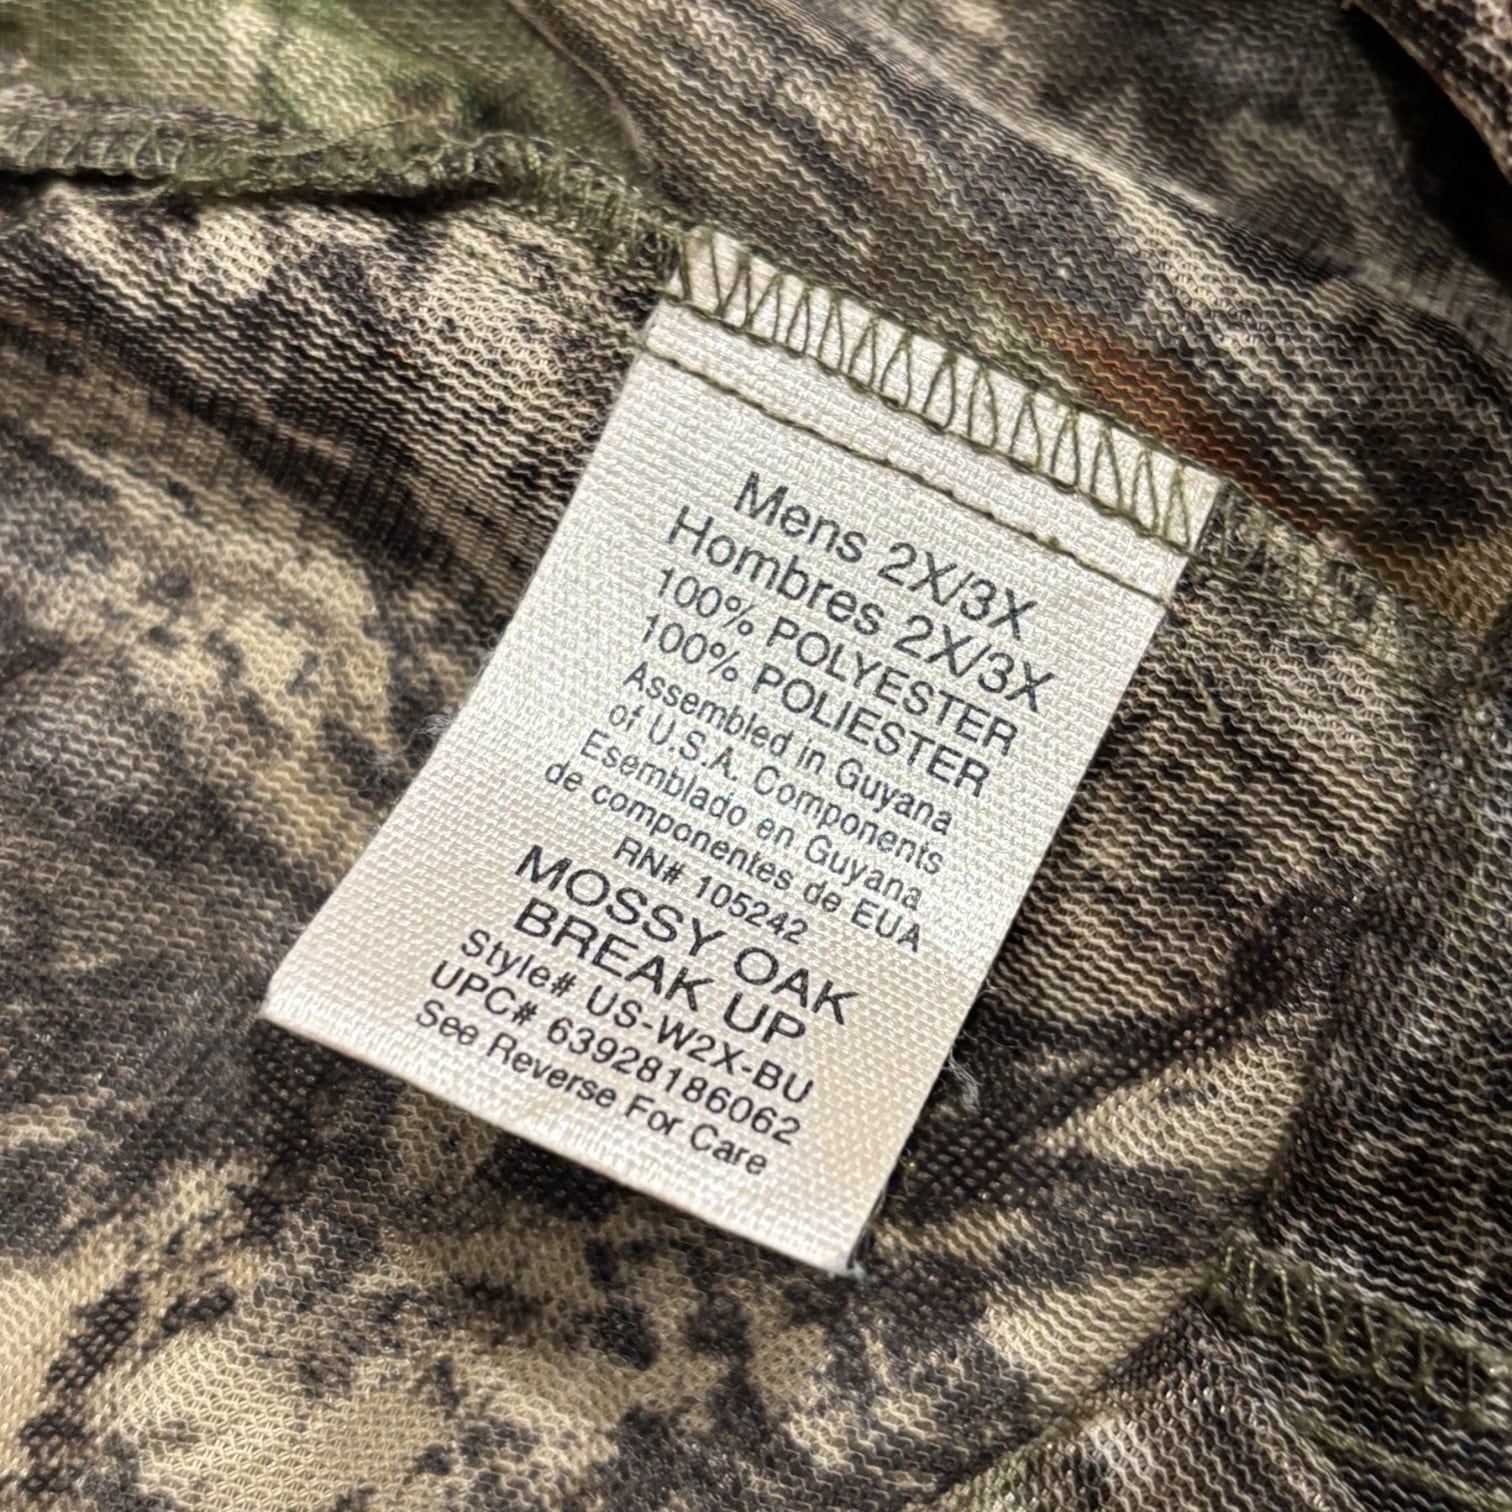 Mens 2X/3X
Hombres 2X/3X
100% POLYESTER
100% POLIESTER
Assembled in Guyana
of U.S.A. Components
Esemblado en Guyana
de componentes de EUA
RN# 105242
MOSSY OAK
BREAK UP
Style# US-W2X-BU
UPC# 63928186062
See Reverse For Care